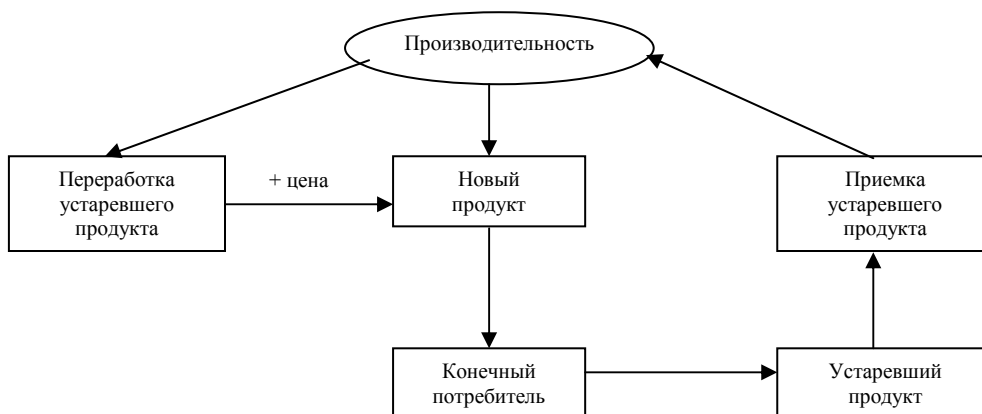 Производительность
Переработка
устаревшего
продукта
+ цена
Новый
продукт
Приемка
устаревшего
продукта
Конечный
потребитель
Устаревший
продукт